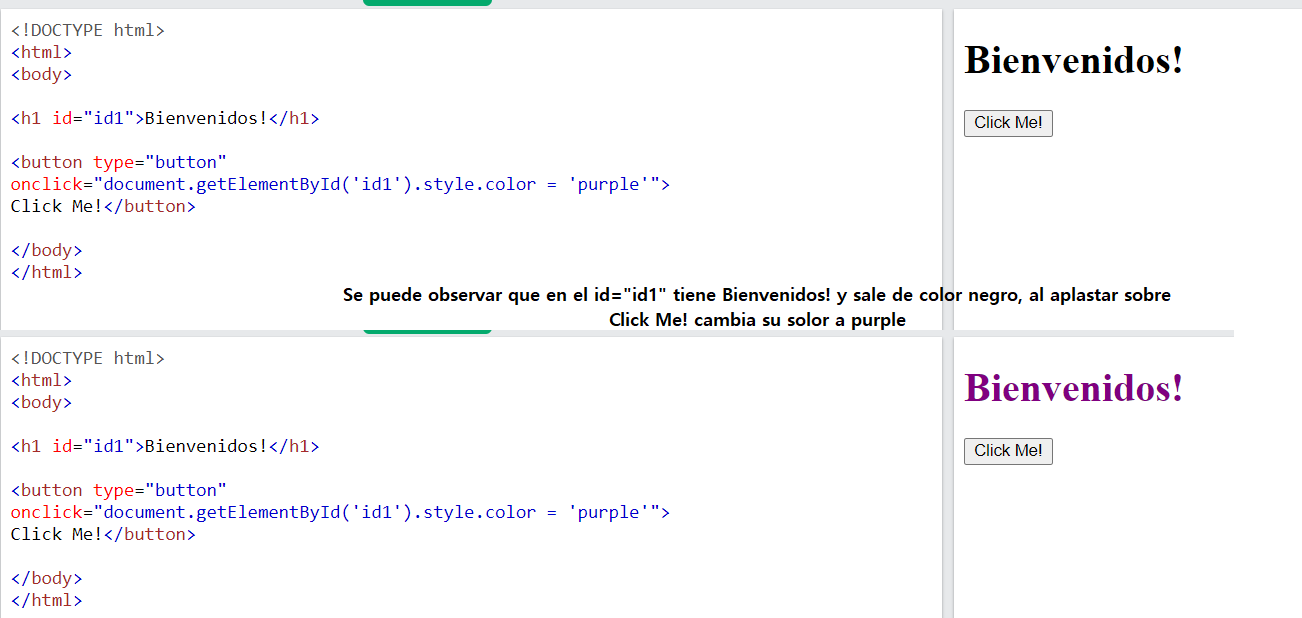 <!DOCTYPE html>
<html>
<body>
<h1 id="id1">Bienvenidos!</h1>
<button type="button"
onclick="document.getElementById('id1').style.color = 'purple'">
Click Me!</button>
</body>
</html>
Bienvenidos!
Click Me!
Se puede observar que en el id="id1" tiene Bienvenidos! y sale de color negro, al aplastar sobre
Click Me! cambia su solor a purple
<!DOCTYPE html>
<html>
<body>
<h1 id="id1">Bienvenidos!</h1>
<button type="button"
onclick="document.getElementById('id1').style.color = 'purple'">
Click Me!</button>
</body>
</html>
Bienvenidos!
Click Me!